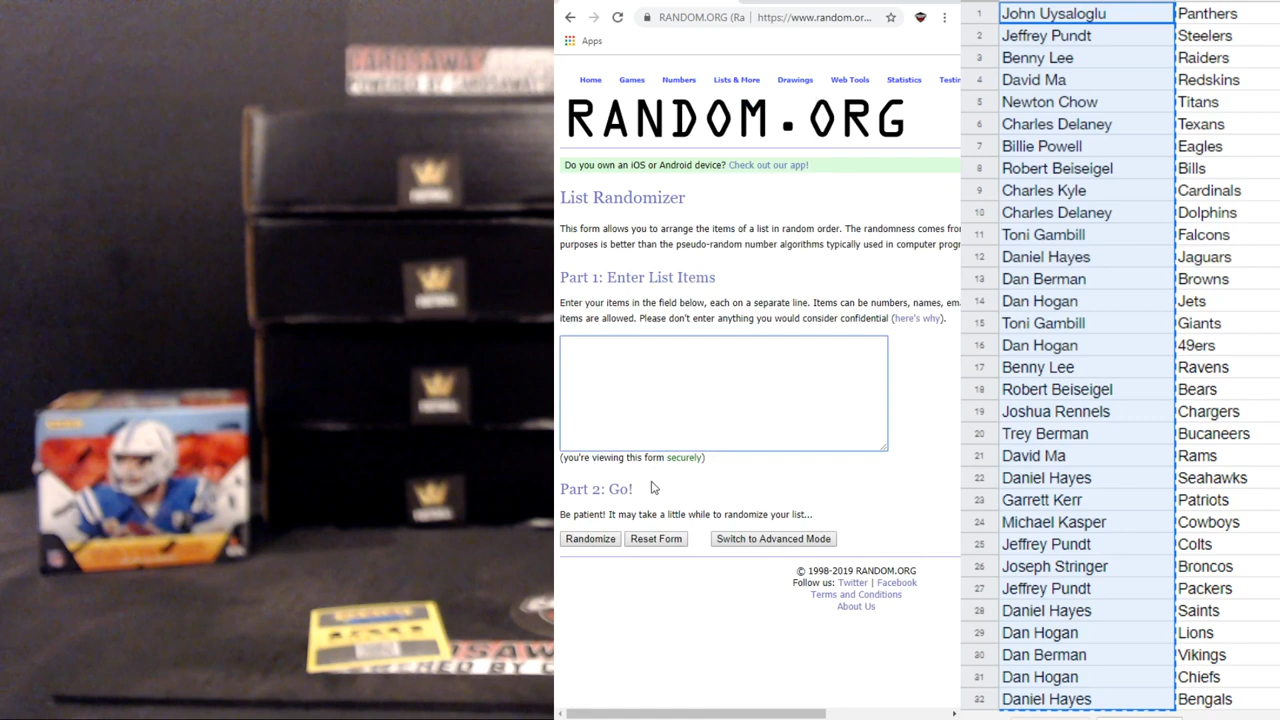 CARDSAWAY
RANDOM.ORG (Ra
https://www.random.or...
Apps
Home
Games
Numbers
Lists & More
Drawings
Web Tools
Statistics
RANDOM.ORG
Do you own an iOS or Android device? Check out our app!
List Randomizer
This form allows you to arrange the items of a list in random order. The randomness comes fro
purposes is better than the pseudo-random number algorithms typically used in computer prog
Part 1: Enter List Items
Enter your items in the field below, each on a separate line. Items can be numbers, names, em
items are allowed. Please don't enter anything you would consider confidential (here's why).
(you're viewing this form securely)
Part 2: Go!
Be patient! It may take a little while to randomize your list...
Randomize
Reset Form
Switch to Advanced Mode
© 1998-2019 RANDOM.ORG
Follow us: Twitter | Facebook
Terms and Conditions
About Us
1 John Uysaloglu Panthers
2 Jeffrey Pundt Steelers
3 Benny Lee Raiders
4 David Ma Redskins
5 Newton Chow Titans
6 Charles Delaney Texans
7 Billie Powell Eagles
8 Robert Beiseigel Bills
9 Charles Kyle Cardinals
10 Charles Delaney Dolphins
11 Toni Gambill Falcons
12 Daniel Hayes Jaguars
13 Dan Berman Browns
14 Dan Hogan Jets
15 Toni Gambill Giants
16 Dan Hogan 49ers
17 Benny Lee Ravens
18 Robert Beiseigel Bears
19 Joshua Rennels Chargers
20 Trey Berman Bucaneers
21 David Ma Rams
22 Daniel Hayes Seahawks
23 Garrett Kerr Patriots
24 Michael Kasper Cowboys
25 Jeffrey Pundt Colts
26 Joseph Stringer Broncos
27 Jeffrey Pundt Packers
28 Daniel Hayes Saints
29 Dan Hogan Lions
30 Dan Berman Vikings
31 Dan Hogan Chiefs
32 Daniel Hayes Bengals